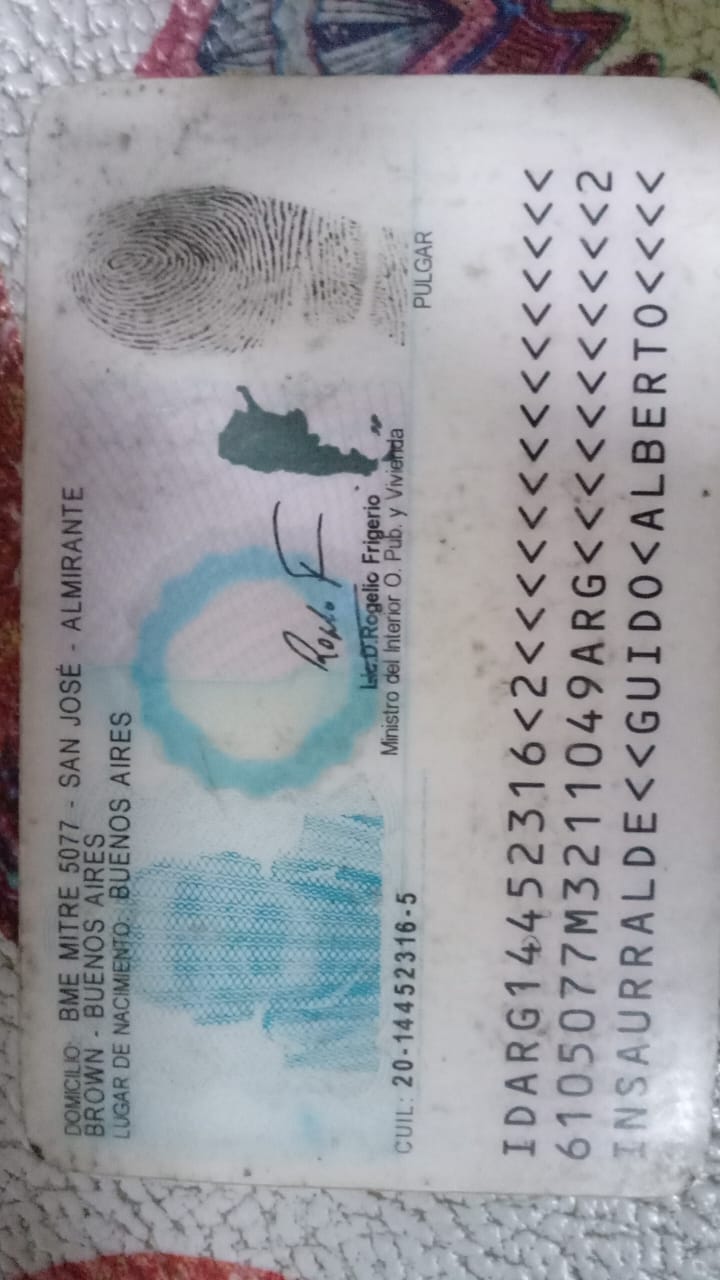 DOMICILIO: BME MITRE 5077 - SAN JOSÉ - ALMIRANTE
BROWN - BUENOS AIRES
LUGAR DE NACIMIENTO: BUENOS AIRES
Lic.D.Rogelio Frigerio
Ministro del Interior O. Pub. y Vivienda
PULGAR
CUIL: 20-14452316-5
IDARG14452316<2<<<<<<<<<<<<<<<
6105077M3211049ARG<<<<<<<<<<<2
INSAURRALDE<<GUIDO<ALBERTO<<<<